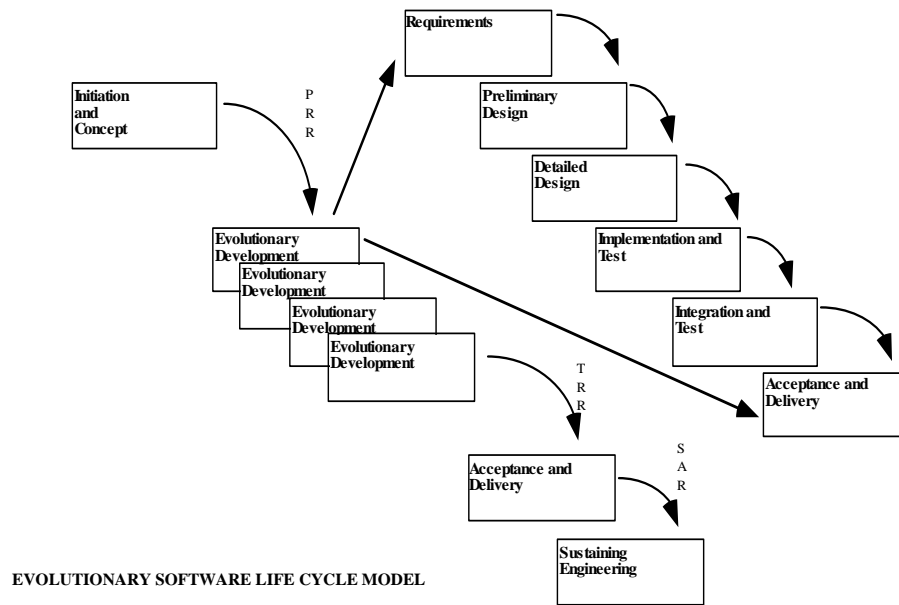 Requirements
Initiation
and
Concept
P
R
R
Preliminary
Design
Detailed
Design
Evolutionary
Development
Evolutionary
Development
Evolutionary
Development
Evolutionary
Development
Implementation and
Test
Integration and
Test
Acceptance and
Delivery
T
R
R
Acceptance and
Delivery
S
A
R
Sustaining
Engineering
EVOLUTIONARY SOFTWARE LIFE CYCLE MODEL